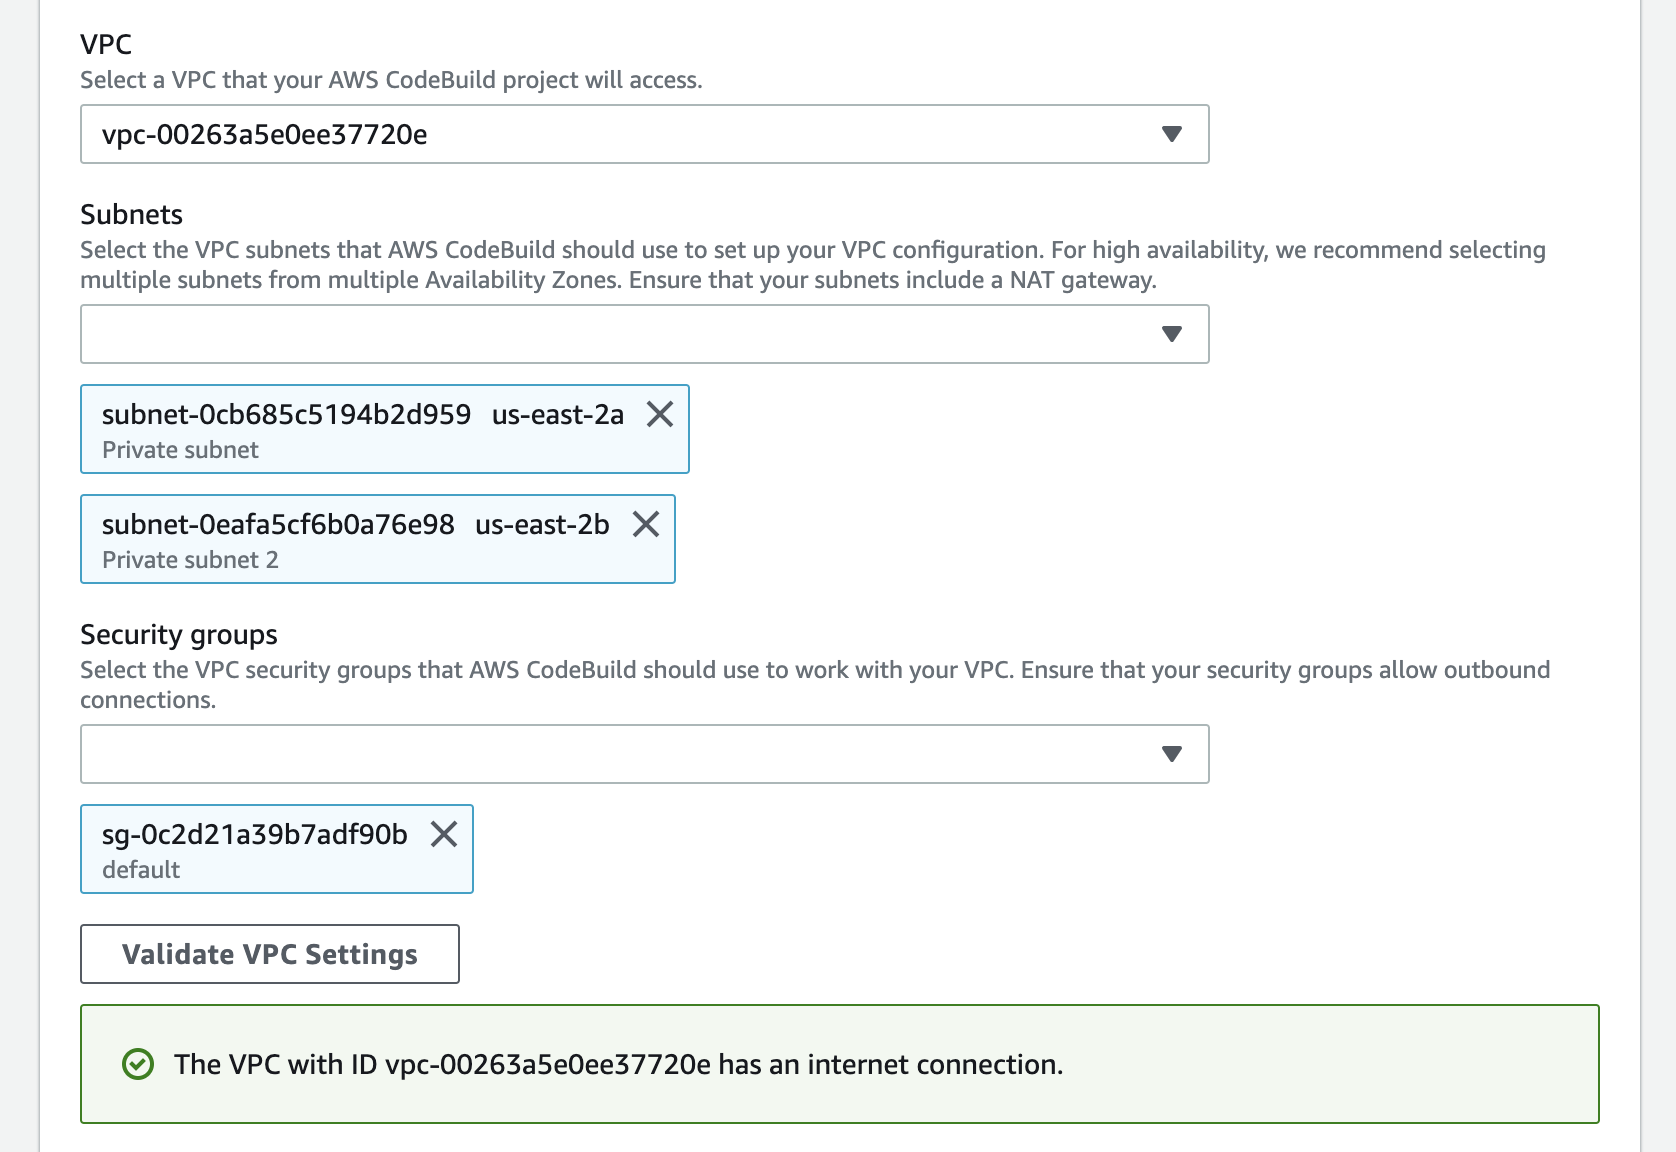 VPC
Select a VPC that your AWS CodeBuild project will access.
vpc-00263a5e0ee37720e
Subnets
Select the VPC subnets that AWS CodeBuild should use to set up your VPC configuration. For high availability, we recommend selecting
multiple subnets from multiple Availability Zones. Ensure that your subnets include a NAT gateway.
subnet-0cb685c5194b2d959 us-east-2a
Private subnet
subnet-0eafa5cf6b0a76e98 us-east-2b
Private subnet 2
Security groups
Select the VPC security groups that AWS CodeBuild should use to work with your VPC. Ensure that your security groups allow outbound
connections.
sg-0c2d21a39b7adf90b
default
Validate VPC Settings
The VPC with ID vpc-00263a5e0ee37720e has an internet connection.